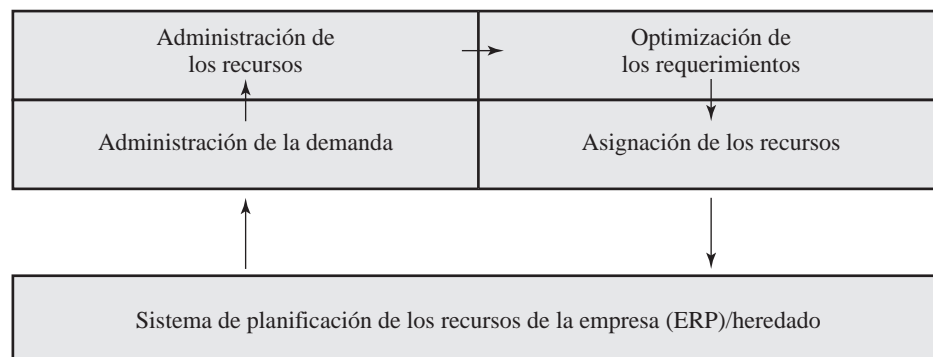 Administración de
los recursos
Optimización de
los requerimientos
Administración de la demanda
Asignación de los recursos
Sistema de planificación de los recursos de la empresa (ERP)/heredado